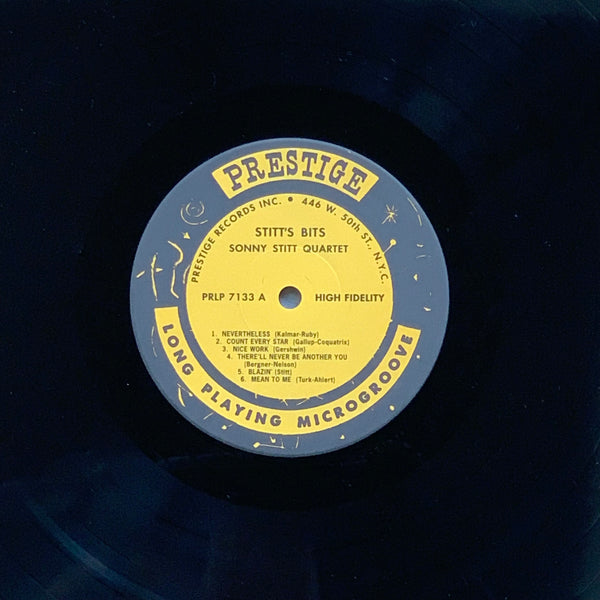 PRESTIGE
PRESTIGE RECORDS INC. • 446 W. 50th ST., N.Y.C.
STITT'S BITS
SONNY STITT QUARTET
PRLP 7133 A HIGH FIDELITY
1. NEVERTHELESS (Kalmar-Ruby)
2. COUNT EVERY STAR (Gallup-Coquatrix)
3. NICE WORK (Gershwin)
4. THERE'LL NEVER BE ANOTHER YOU
(Bergner-Nelson)
5. BLAZIN' (Stitt)
6. MEAN TO ME (Turk-Ahlert)
LONG PLAYING MICROGROOVE